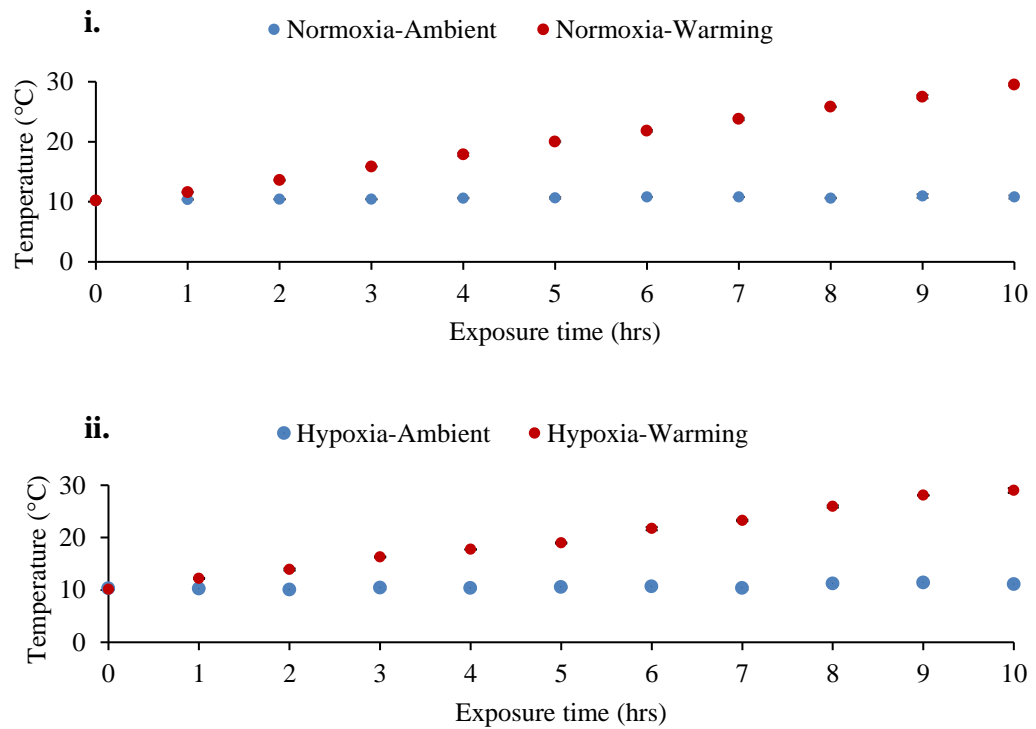 i.
Normoxia-Ambient Normoxia-Warming
Temperature (°C)
30
20
10
0
0 1 2 3 4 5 6 7 8 9 10
Exposure time (hrs)
ii.
Hypoxia-Ambient Hypoxia-Warming
Temperature (°C)
30
20
10
0
0 1 2 3 4 5 6 7 8 9 10
Exposure time (hrs)